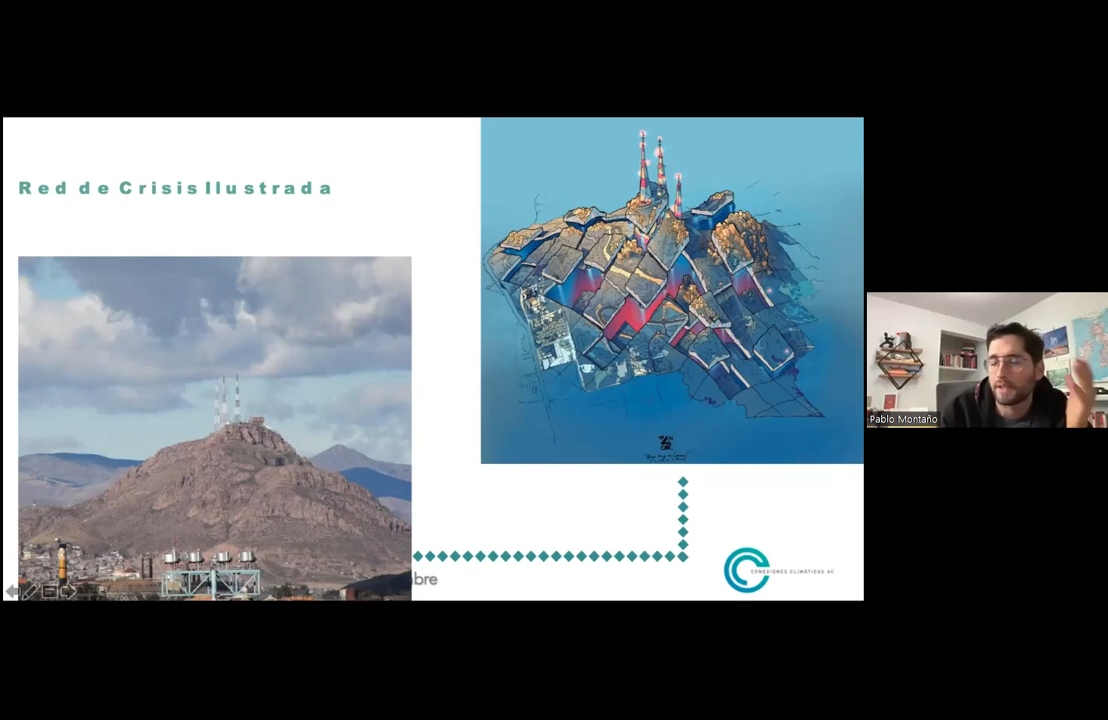 Red de Crisis Ilustrada
bre
CONEXIONES CLIMÁTICAS AC
Pablo Montaño